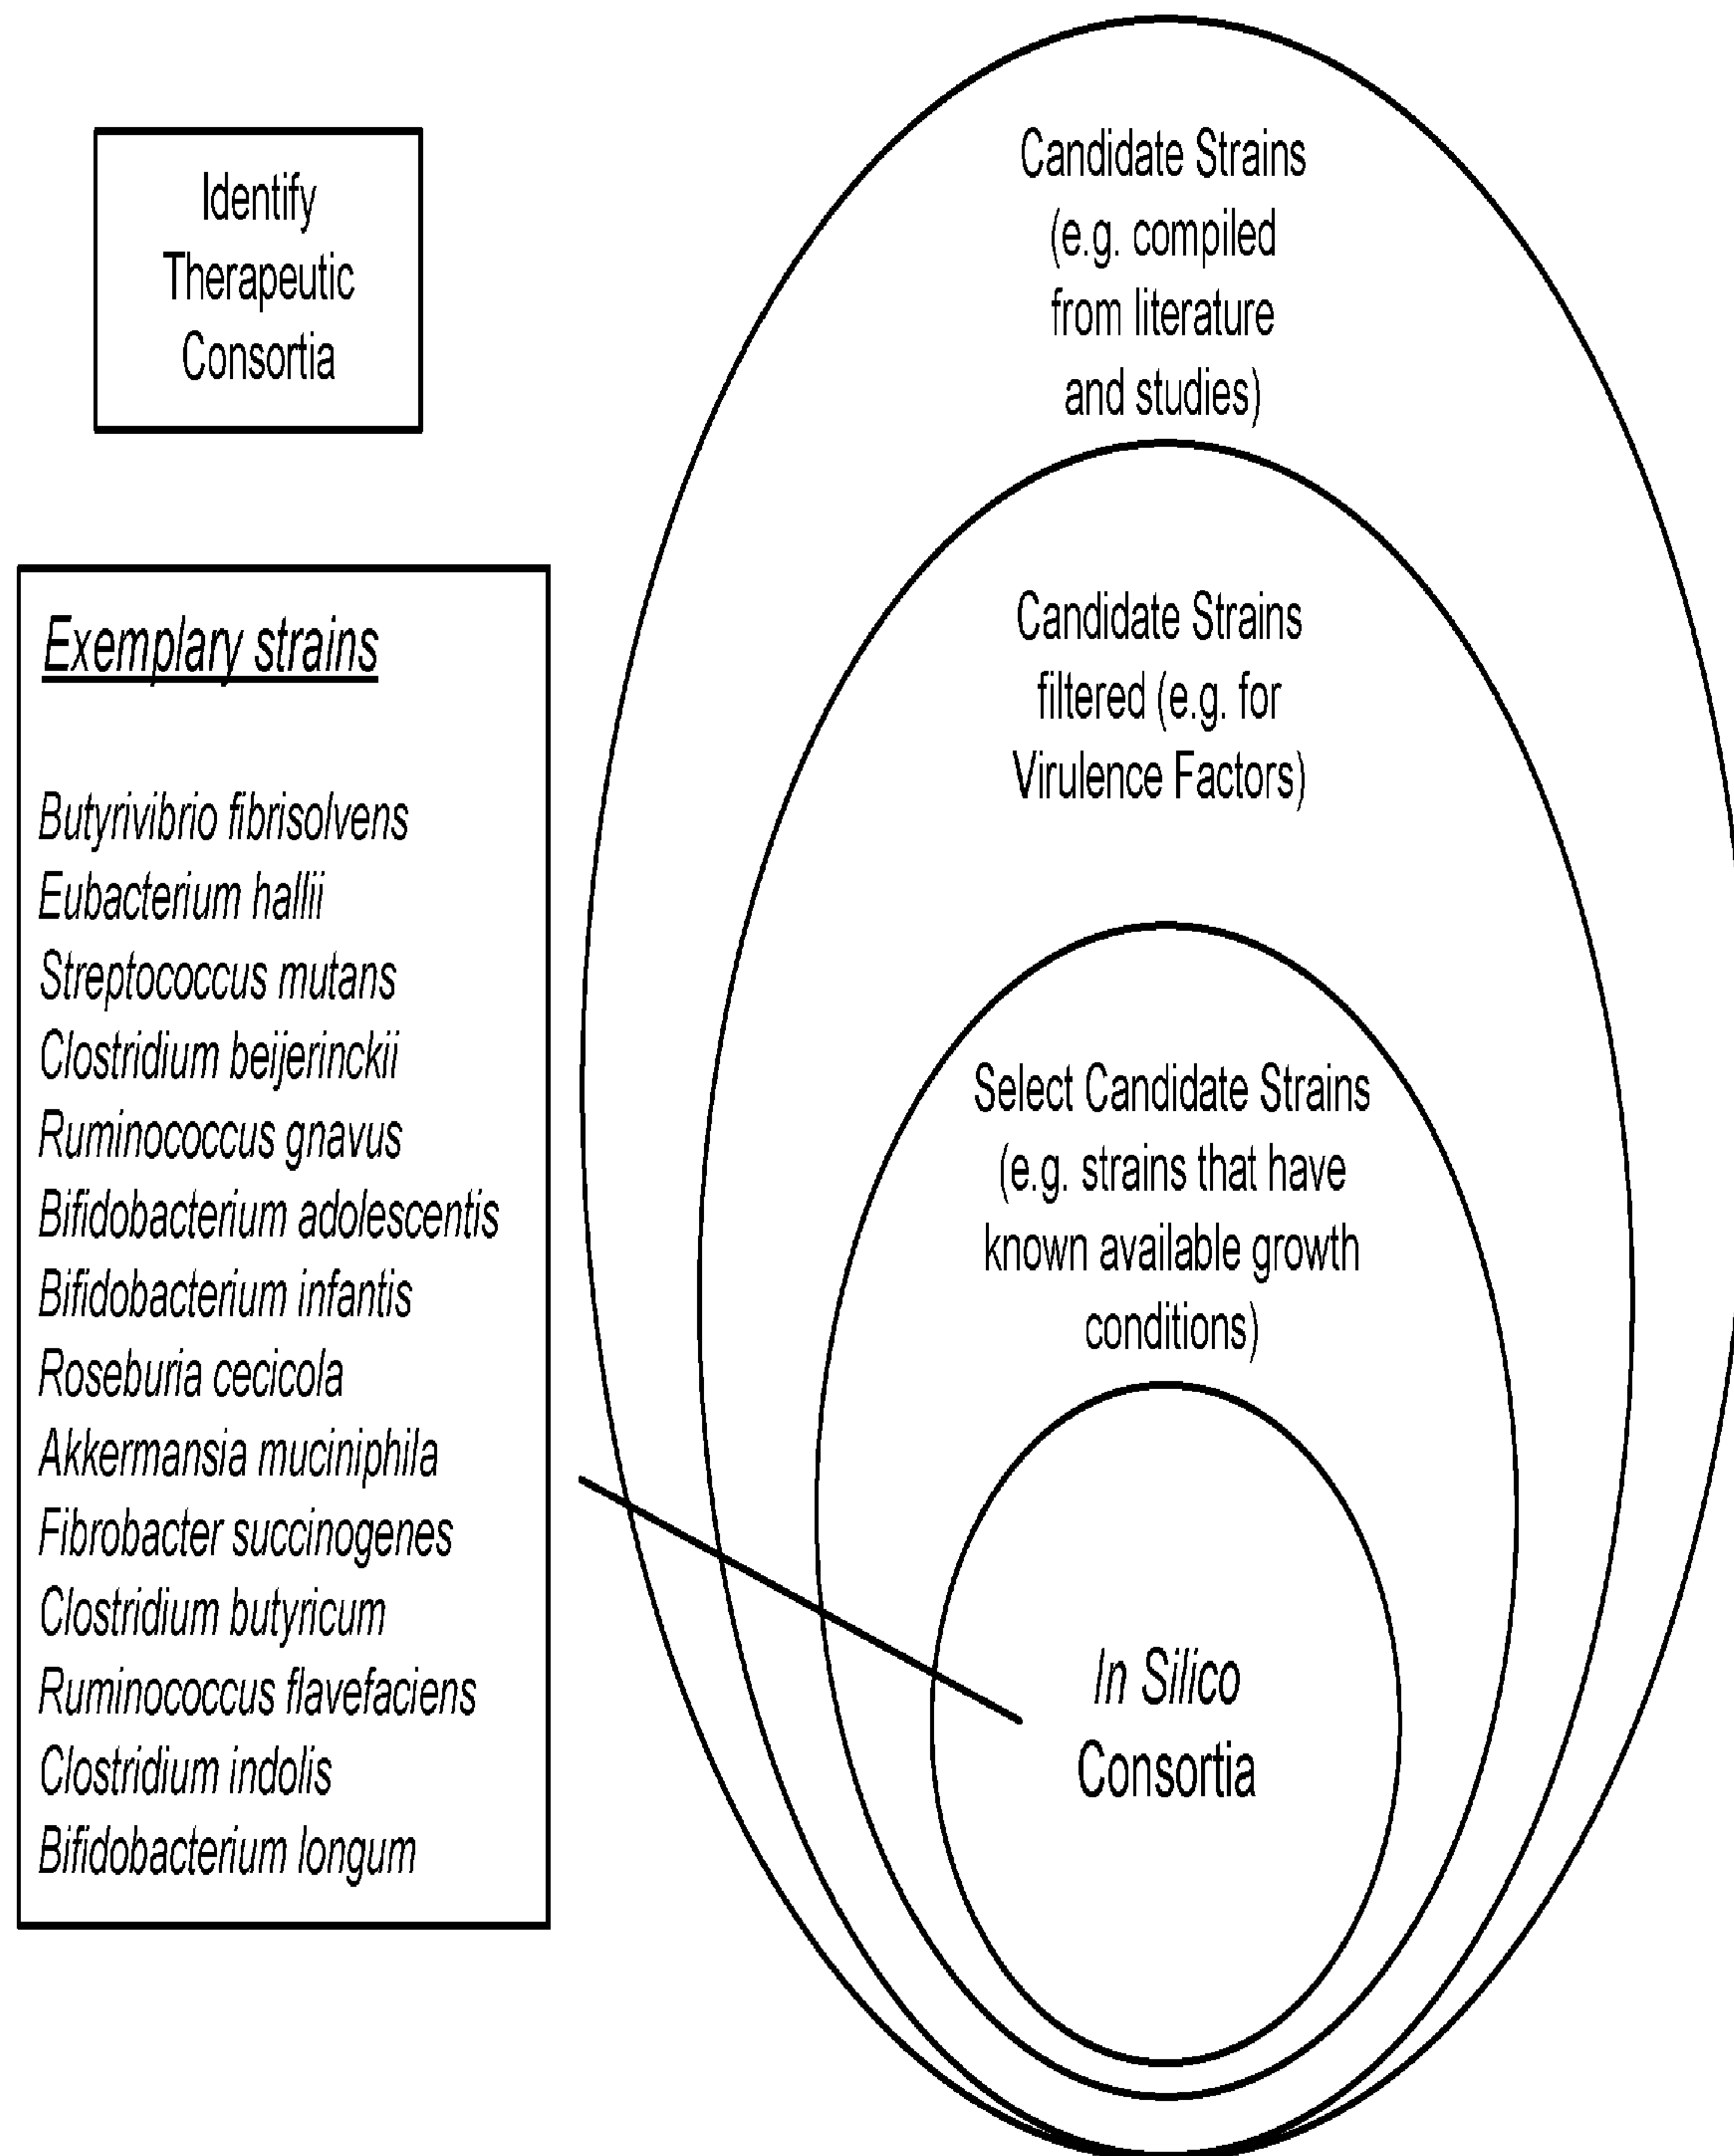 Identify
Therapeutic
Consortia
Exemplary strains
Butyrivibrio fibrisolvens
Eubacterium hallii
Streptococcus mutans
Clostridium beijerinckii
Ruminococcus gnavus
Bifidobacterium adolescentis
Bifidobacterium infantis
Roseburia cecicola
Akkermansia muciniphila
Fibrobacter succinogenes
Clostridium butyricum
Ruminococcus flavefaciens
Clostridium indolis
Bifidobacterium longum
Candidate Strains
(e.g. compiled
from literature
and studies)
Candidate Strains
filtered (e.g. for
Virulence Factors)
Select Candidate Strains
(e.g. strains that have
known available growth
conditions)
In Silico
Consortia